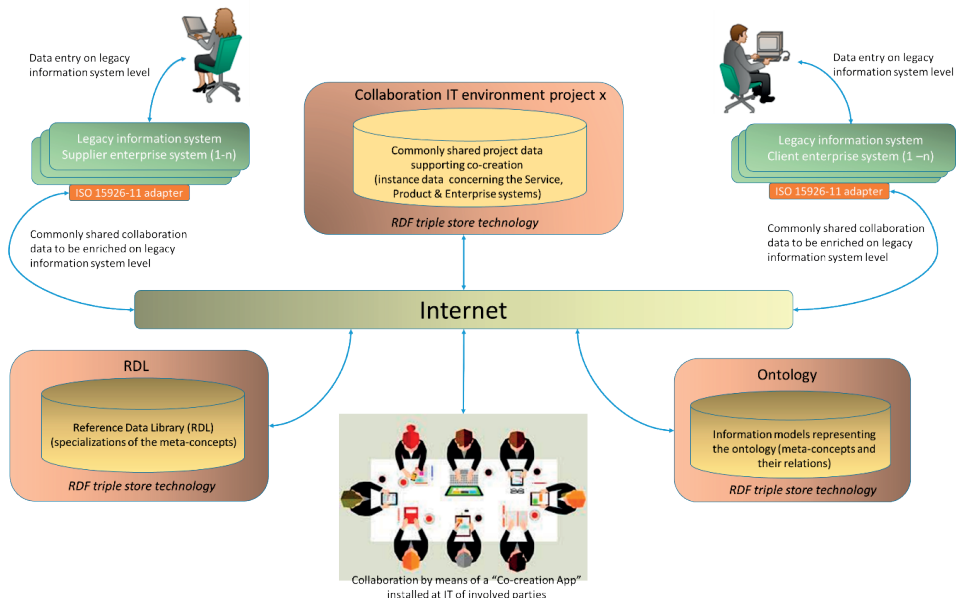 Data entry on legacy
information system level
Legacy information system
Supplier enterprise system (1-n)
ISO 15926-11 adapter
Commonly shared collaboration
data to be enriched on legacy
information system level
Collaboration IT environment project x
Commonly shared project data
supporting co-creation
(instance data concerning the Service,
Product & Enterprise systems)
RDF triple store technology
Data entry on legacy
information system level
Legacy information system
Client enterprise system (1 –n)
ISO 15926-11 adapter
Commonly shared collaboration
data to be enriched on legacy
information system level
Internet
RDL
Reference Data Library (RDL)
(specializations of the meta-concepts)
RDF triple store technology
Ontology
Information models representing
the ontology (meta-concepts and
their relations)
RDF triple store technology
Collaboration by means of a “Co-creation App”
installed at IT of involved parties